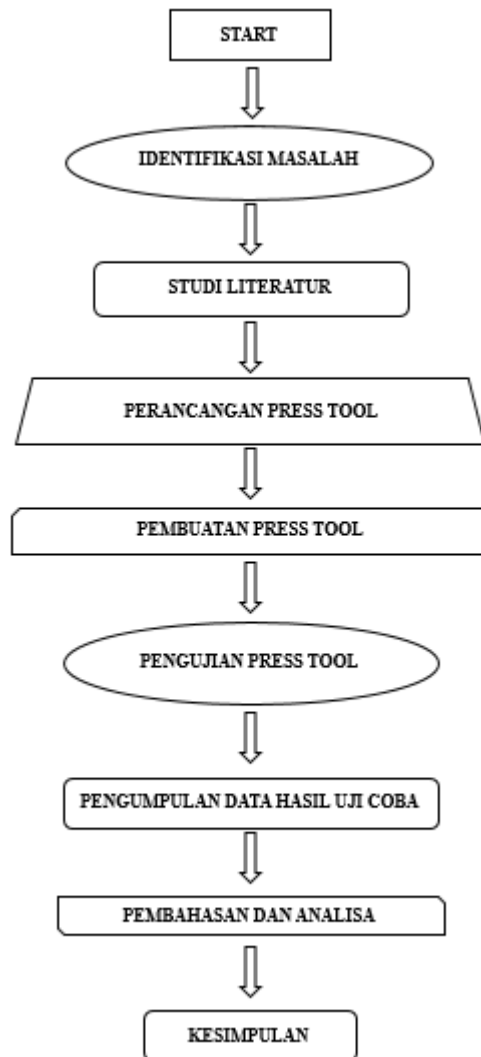 START
IDENTIFIKASI MASALAH
STUDI LITERATUR
PERANCANGAN PRESS TOOL
PEMBUATAN PRESS TOOL
PENGUJIAN PRESS TOOL
PENGUMPULAN DATA HASIL UJI COBA
PEMBAHASAN DAN ANALISA
KESIMPULAN